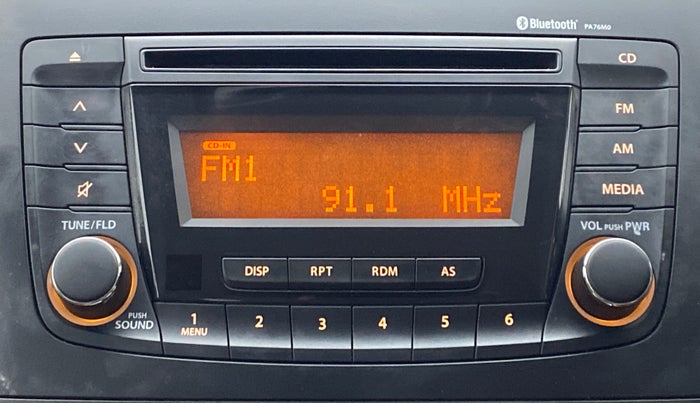 Bluetooth® PA76M0
CD
FM
AM
MEDIA
CD-IN
FM1
91.1 MHz
TUNE/FLD
VOL PUSH PWR
DISP RPT RDM AS
PUSH
SOUND
1 2 3 4 5 6
MENU